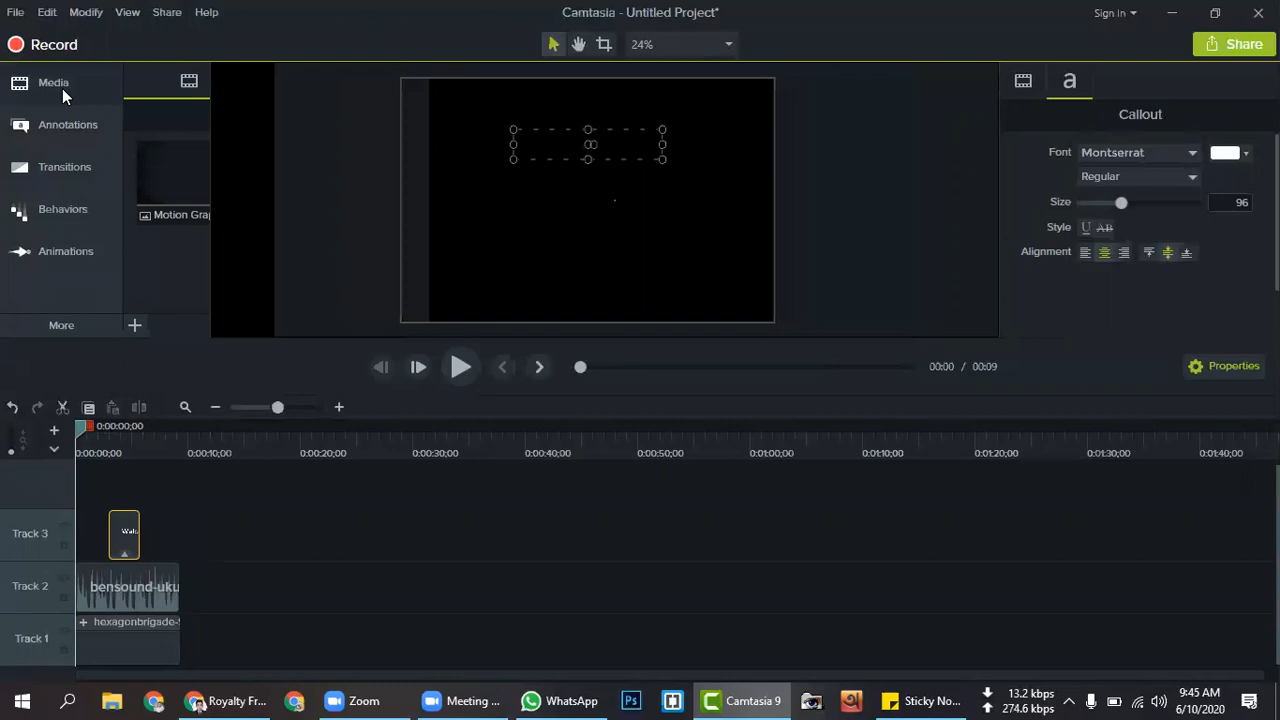 File Edit Modify View Share Help
Camtasia - Untitled Project*
Sign In
Record
24%
Share
Media
Annotations
Transitions
Behaviors
Animations
More
Motion Gra
a
Callout
Font Montserrat
Regular
Size 96
Style U AB
Alignment
00:00 / 00:09
Properties
0:00:00;00
0:00:00;00 0:00:10;00 0:00:20;00 0:00:30;00 0:00:40;00 0:00:50;00 0:01:00;00 0:01:10;00 0:01:20;00 0:01:30;00 0:01:40;00
Track 3
Track 2 bensound-uku
hexagonbrigade-
Track 1
Royalty Fr...
Zoom
Meeting ...
WhatsApp
Ps
Camtasia 9
Sticky No...
13.2 kbps
274.6 kbps
9:45 AM
6/10/2020